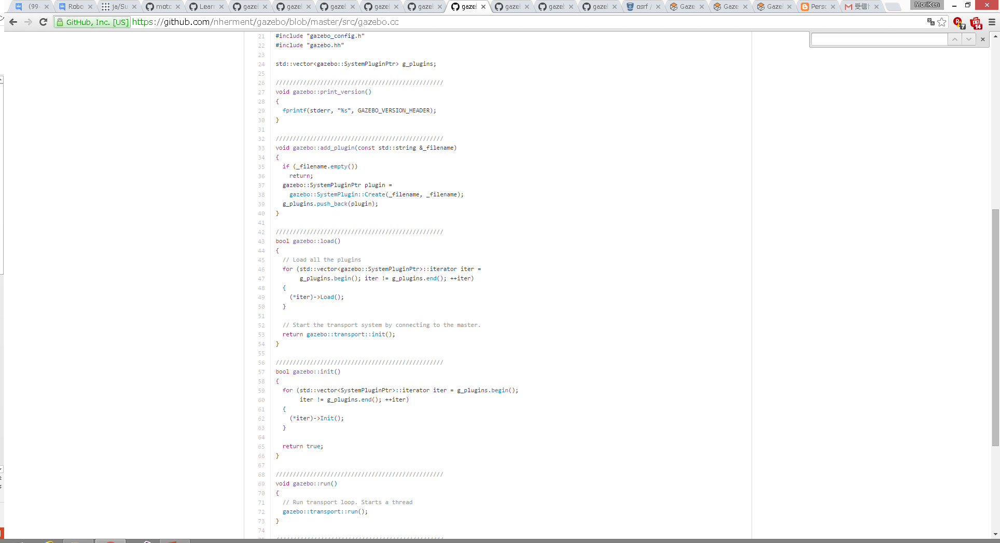 (99-
Robo
ja/Su
motc
Learn
gazel
gazel
gazel
gazel
gazel
gazel
gazel
gazel
gazel
osrf /
Gaze
Gaze
Gazel
Perso
受信ト
MoriKen
GitHub, Inc. [US] https://github.com/nherment/gazebo/blob/master/src/gazebo.cc
7
14
21 #include "gazebo_config.h"
22 #include "gazebo.hh"
23
24 std::vector<gazebo::SystemPluginPtr> g_plugins;
25
26 /////////////////////////////////////////////////
27 void gazebo::print_version()
28 {
29   fprintf(stderr, "%s", GAZEBO_VERSION_HEADER);
30 }
31
32 /////////////////////////////////////////////////
33 void gazebo::add_plugin(const std::string &_filename)
34 {
35   if (_filename.empty())
36     return;
37   gazebo::SystemPluginPtr plugin =
38     gazebo::SystemPlugin::Create(_filename, _filename);
39   g_plugins.push_back(plugin);
40 }
41
42 /////////////////////////////////////////////////
43 bool gazebo::load()
44 {
45   // Load all the plugins
46   for (std::vector<gazebo::SystemPluginPtr>::iterator iter =
47        g_plugins.begin(); iter != g_plugins.end(); ++iter)
48   {
49     (*iter)->Load();
50   }
51
52   // Start the transport system by connecting to the master.
53   return gazebo::transport::init();
54 }
55
56 /////////////////////////////////////////////////
57 bool gazebo::init()
58 {
59   for (std::vector<SystemPluginPtr>::iterator iter = g_plugins.begin();
60        iter != g_plugins.end(); ++iter)
61   {
62     (*iter)->Init();
63   }
64
65   return true;
66 }
67
68 /////////////////////////////////////////////////
69 void gazebo::run()
70 {
71   // Run transport loop. Starts a thread
72   gazebo::transport::run();
73 }
74